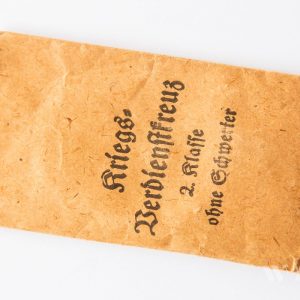 Kriegs-
Verdienstkreuz
2. Klasse
ohne Schwerter